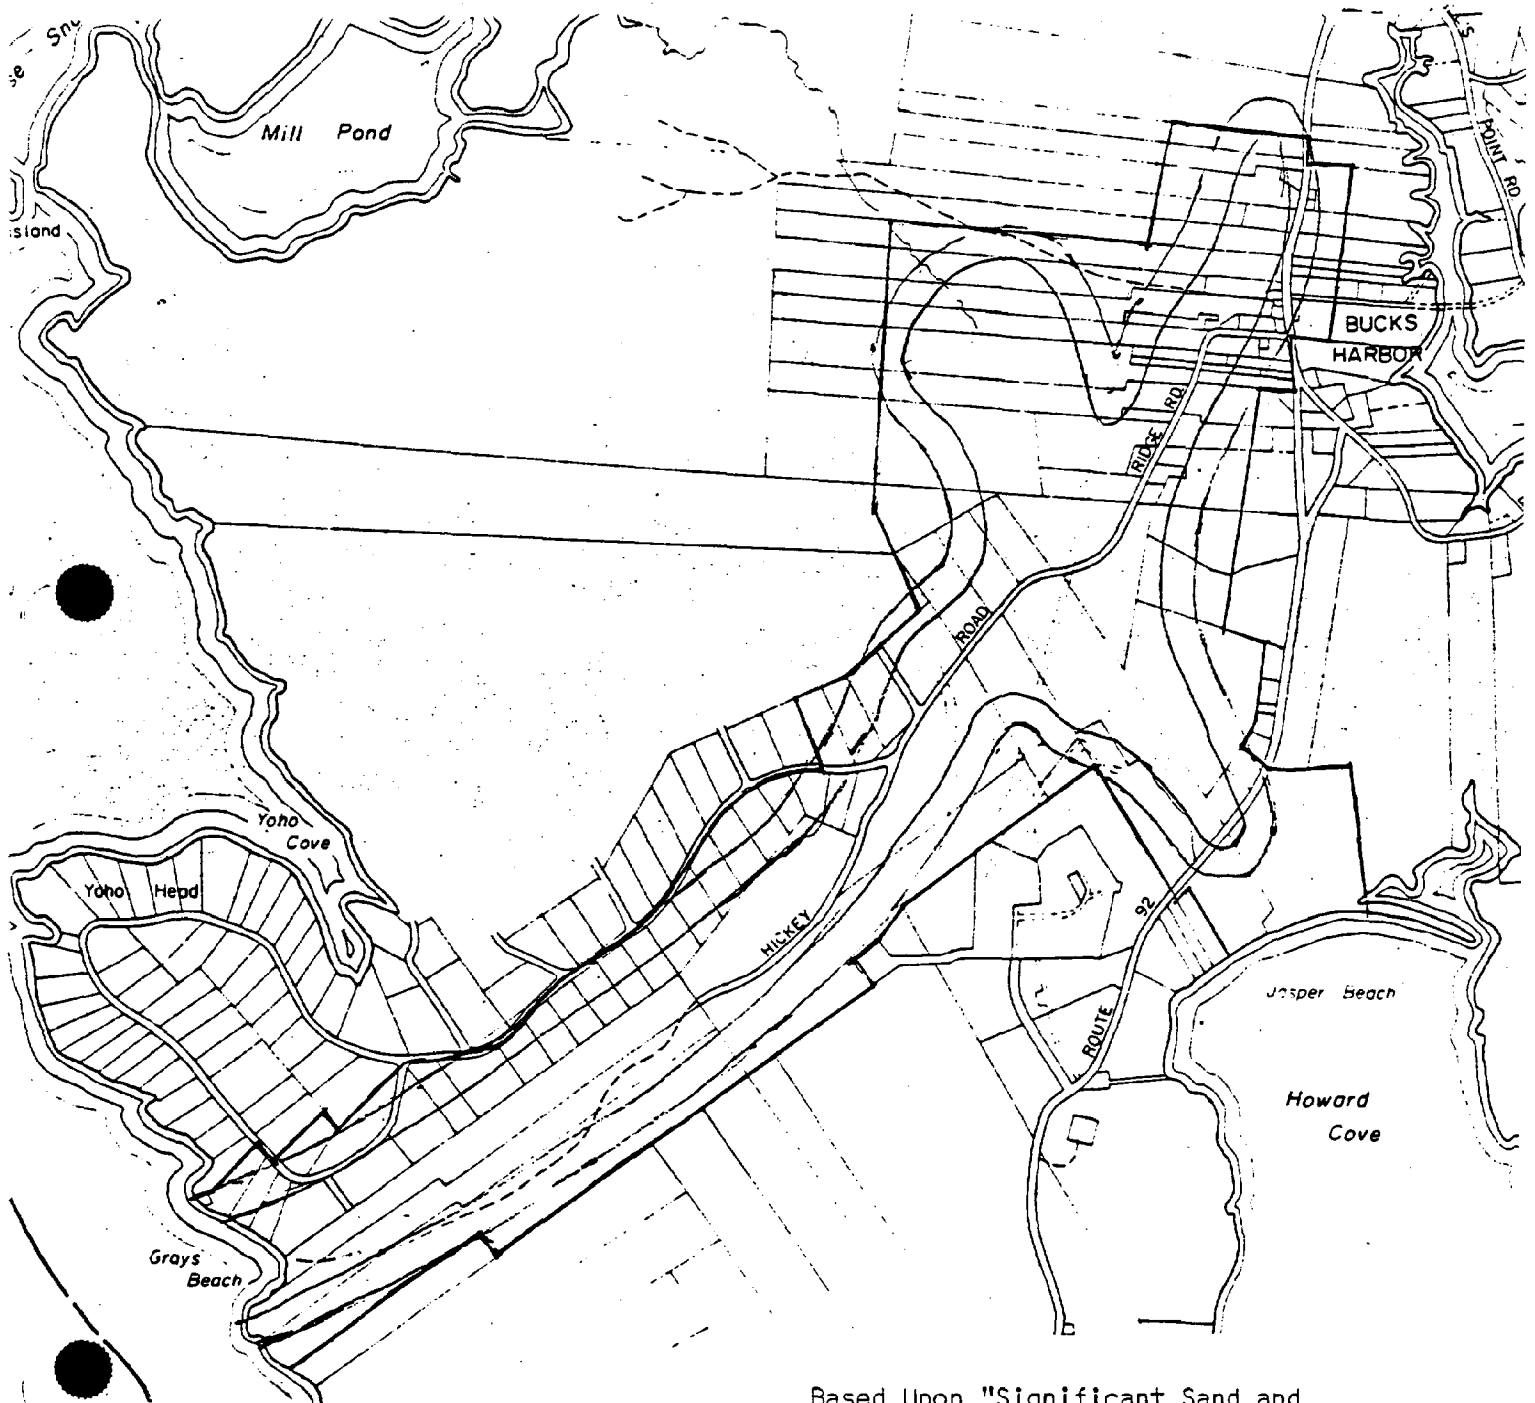 Mill Pond
POINT RD
BUCKS
HARBOR
RIDGE RD.
ROAD
Yoho
Cove
Yoho Head
HICKEY
92
ROUTE
Jasper Beach
Howard
Cove
Grays
Beach
Based Upon "Significant Sand and